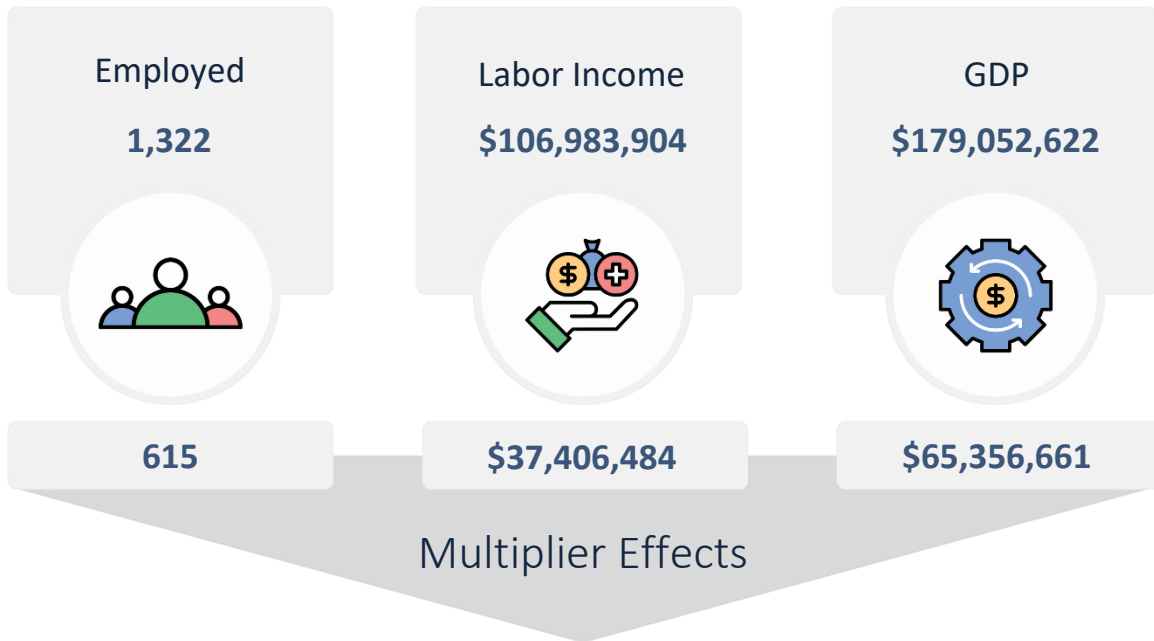 Employed
1,322
Labor Income
$106,983,904
GDP
$179,052,622
$
$
615
$37,406,484
$65,356,661
Multiplier Effects